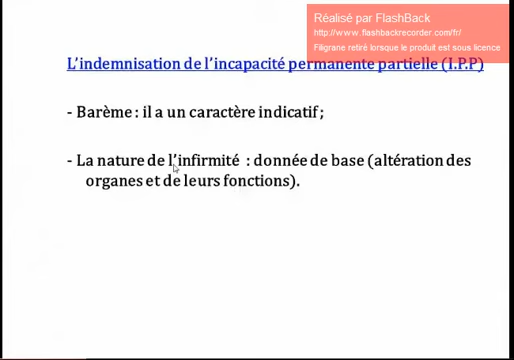 Réalisé par FlashBack
http://www.flashbackrecorder.com/fr/
Filigrane retiré lorsque le produit est sous licence
L’indemnisation de l’incapacité permanente partielle (I.P.P)
- Barème : il a un caractère indicatif ;
- La nature de l’infirmité : donnée de base (altération des
organes et de leurs fonctions).